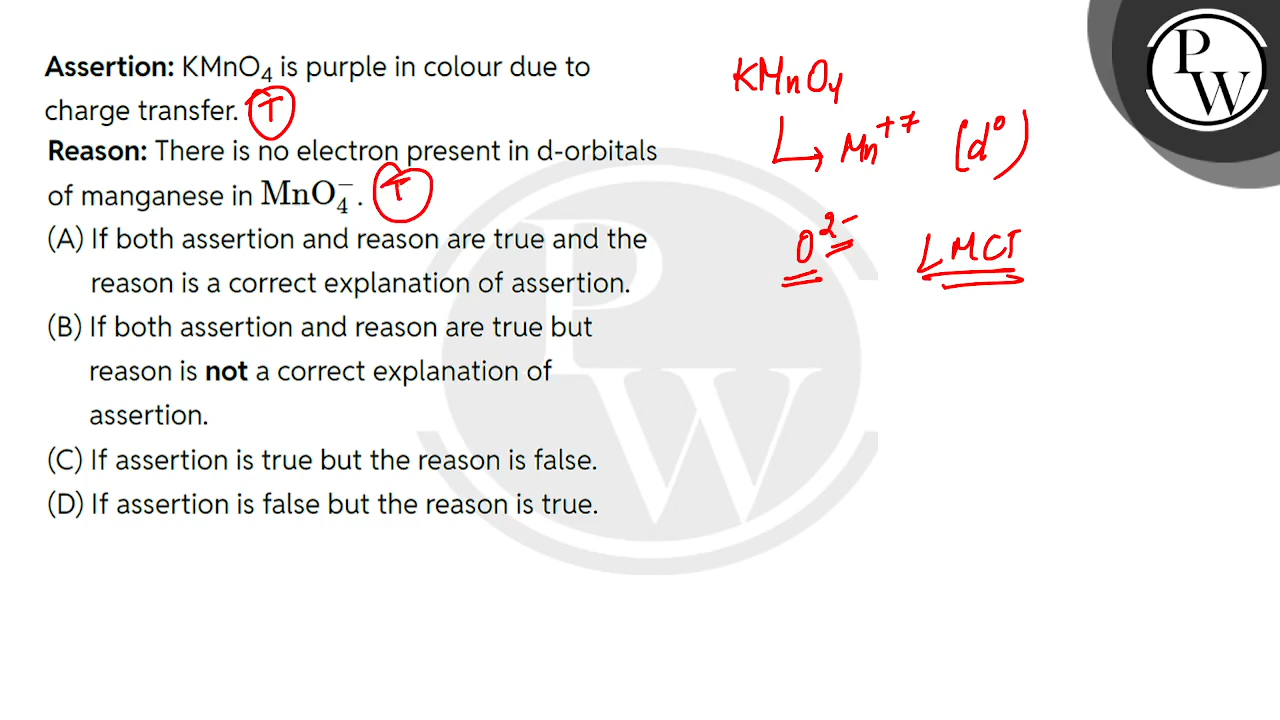 Assertion: KMnO₄ is purple in colour due to
charge transfer. T
Reason: There is no electron present in d-orbitals
of manganese in MnO₄⁻. T
(A) If both assertion and reason are true and the
reason is a correct explanation of assertion.
(B) If both assertion and reason are true but
reason is not a correct explanation of
assertion.
(C) If assertion is true but the reason is false.
(D) If assertion is false but the reason is true.
KMnO₄
↳ Mn⁺⁷ (d⁰)
O²⁻ LMCT
P
W
P
W